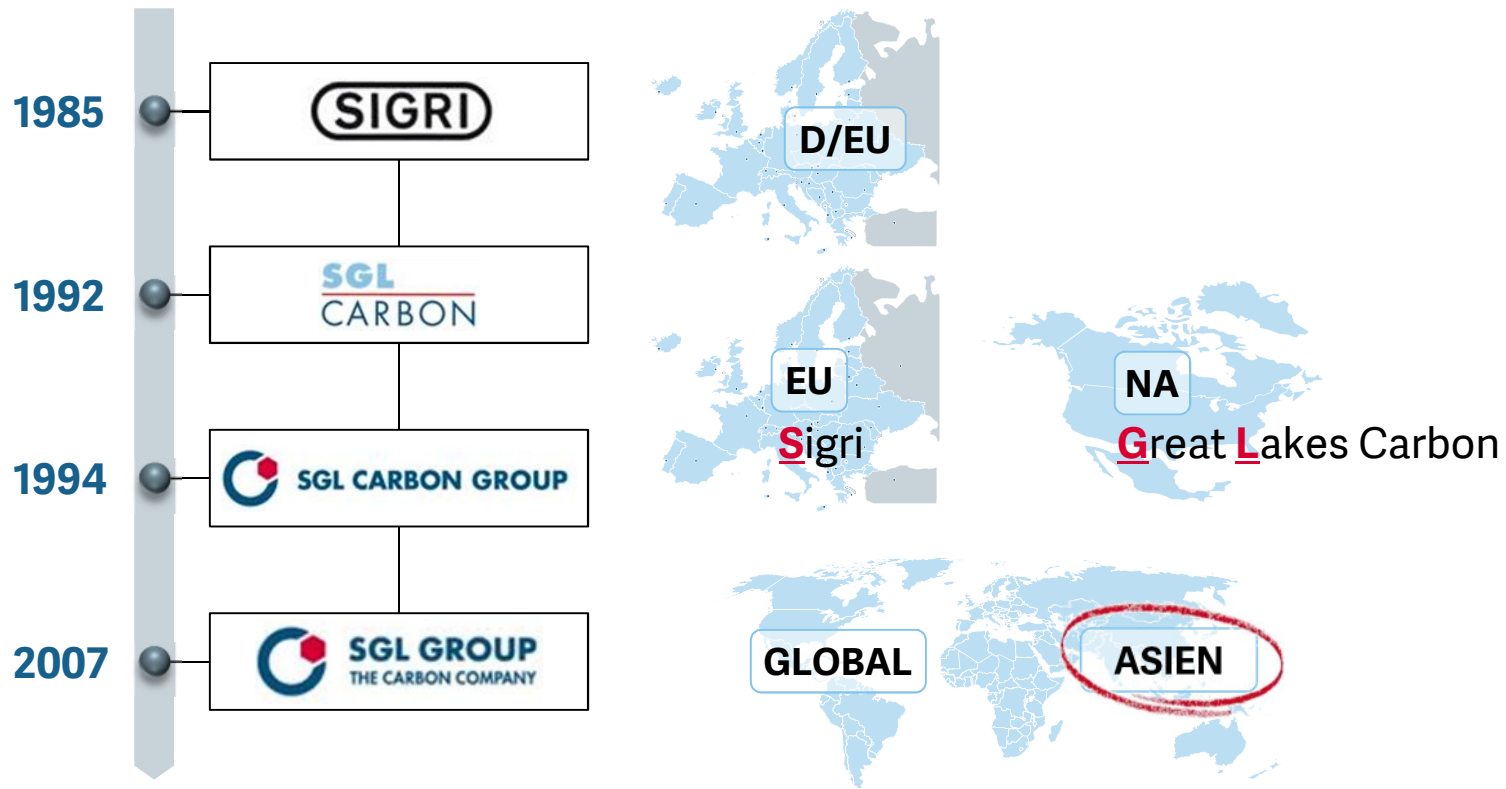 1985
SIGRI
D/EU
1992
SGL
CARBON
EU
NA
Sigri
Great Lakes Carbon
1994
SGL CARBON GROUP
2007
SGL GROUP
THE CARBON COMPANY
GLOBAL
ASIEN